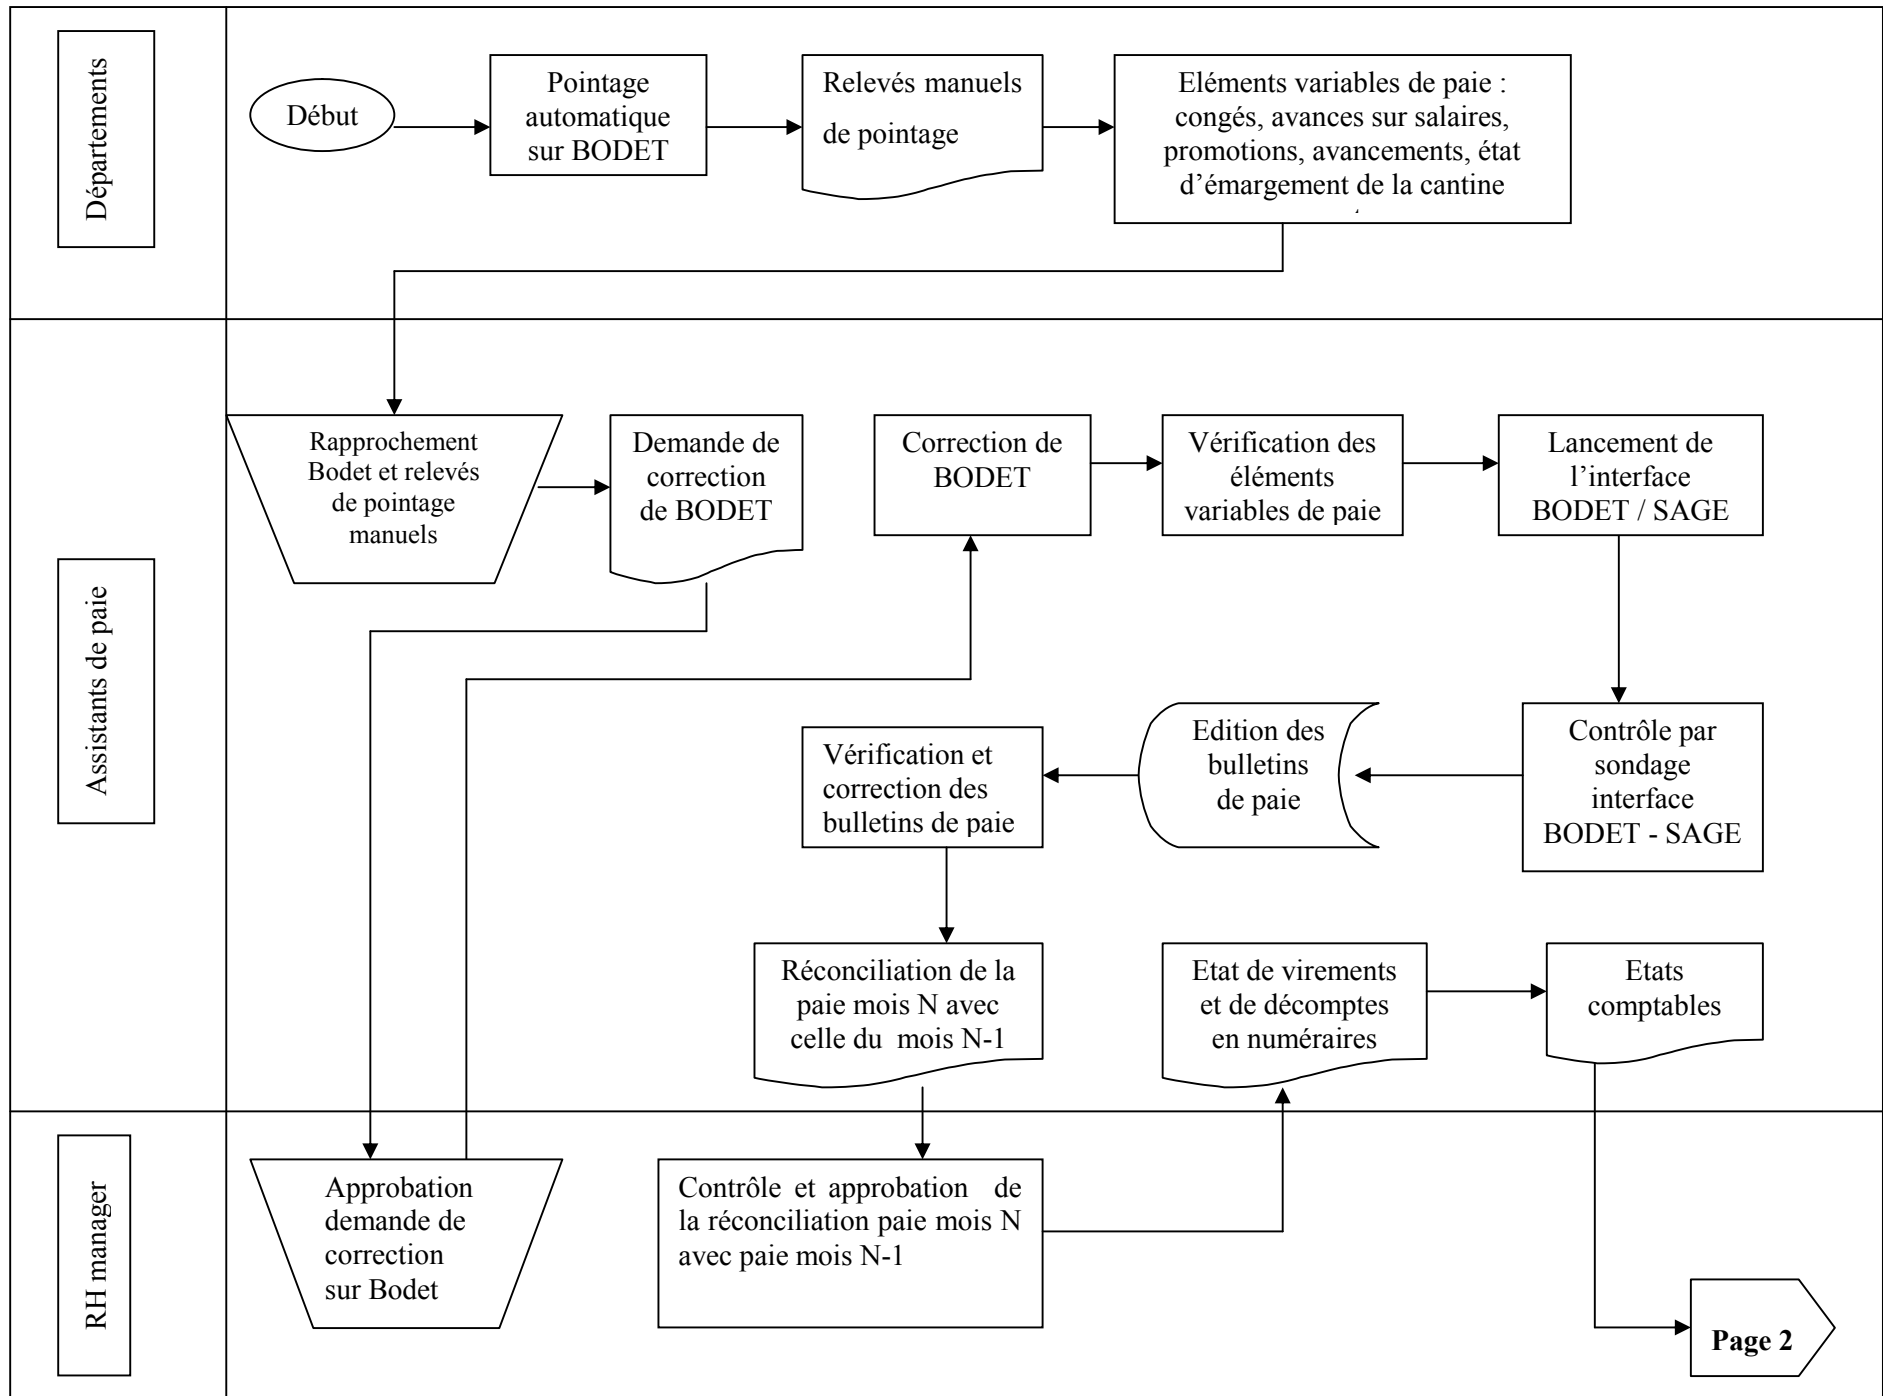 Départements
Début
Pointage
automatique
sur BODET
Relevés manuels
de pointage
Eléments variables de paie :
congés, avances sur salaires,
promotions, avancements, état
d’émargement de la cantine
Assistants de paie
Rapprochement
Bodet et relevés
de pointage
manuels
Demande de
correction
de BODET
Correction de
BODET
Vérification des
éléments
variables de paie
Lancement de
l’interface
BODET / SAGE
Vérification et
correction des
bulletins de paie
Edition des
bulletins
de paie
Contrôle par
sondage
interface
BODET - SAGE
Réconciliation de la
paie mois N avec
celle du mois N-1
Etat de virements
et de décomptes
en numéraires
Etats
comptables
RH manager
Approbation
demande de
correction
sur Bodet
Contrôle et approbation de
la réconciliation paie mois N
avec paie mois N-1
Page 2